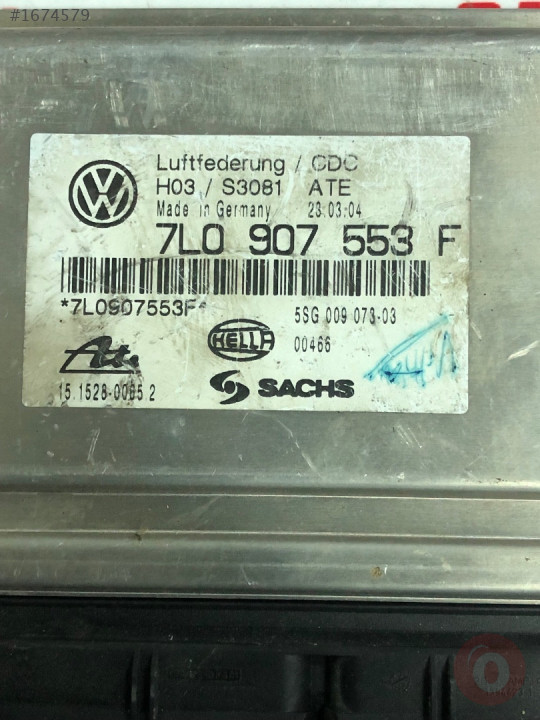 #1674579
Luftfederung / CDC
H03 / S3081 ATE
Made in Germany 23.03.04
7L0 907 553 F
*7L0907553F*
5SG 009 073-03
HELLA
00466
Ate
15.1528-0065.2
SACHS